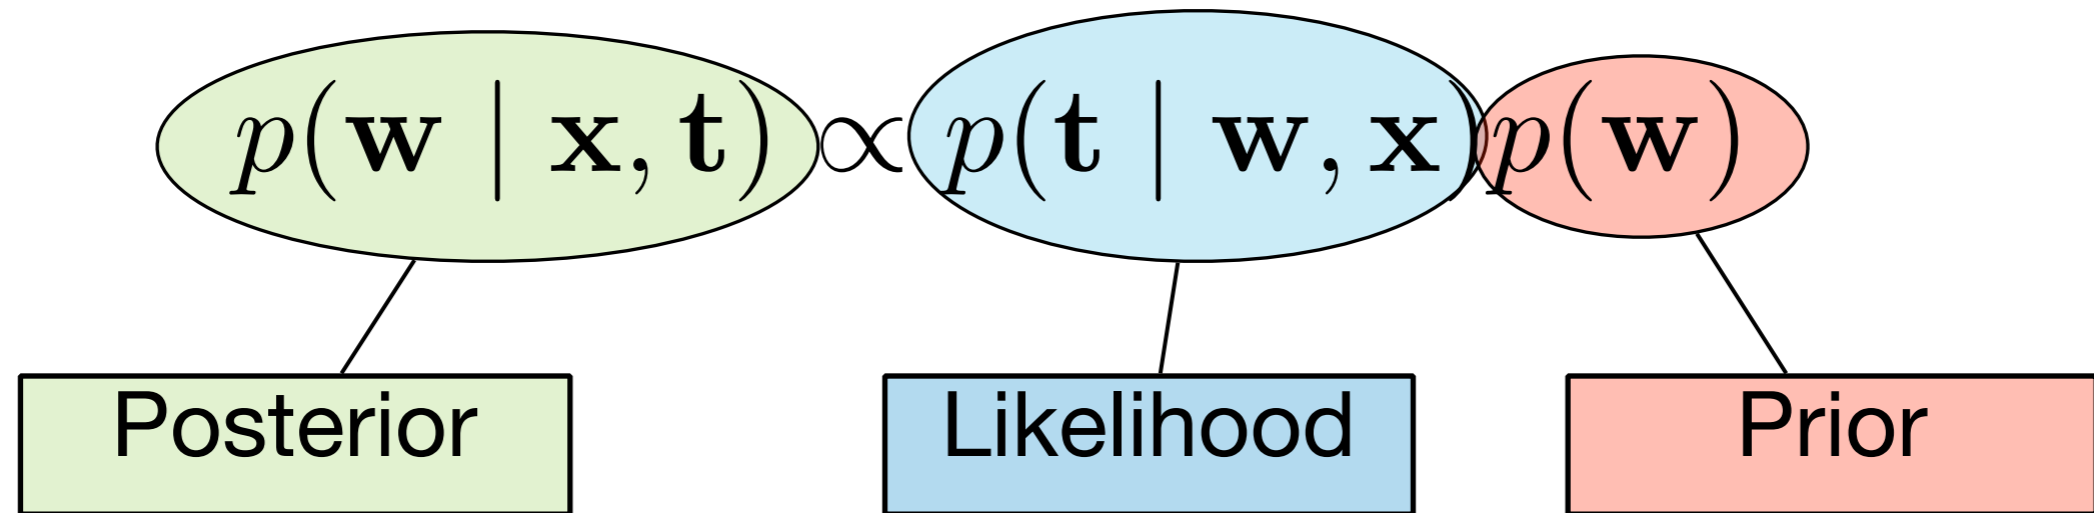 p(w | x, t) ∝ p(t | w, x)p(w)
Posterior Likelihood Prior